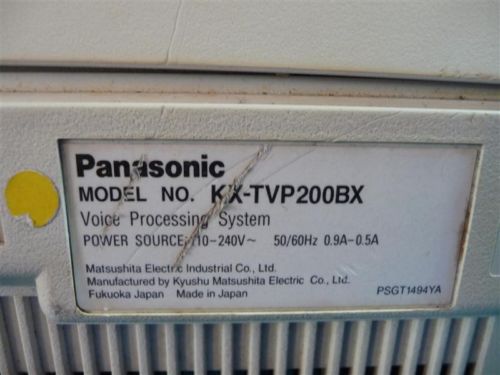 Panasonic
MODEL NO. KX-TVP200BX
Voice Processing System
POWER SOURCE: 110-240V~ 50/60Hz 0.9A-0.5A
Matsushita Electric Industrial Co., Ltd.
Manufactured by Kyushu Matsushita Electric Co., Ltd.
Fukuoka Japan Made in Japan
PSGT1494YA